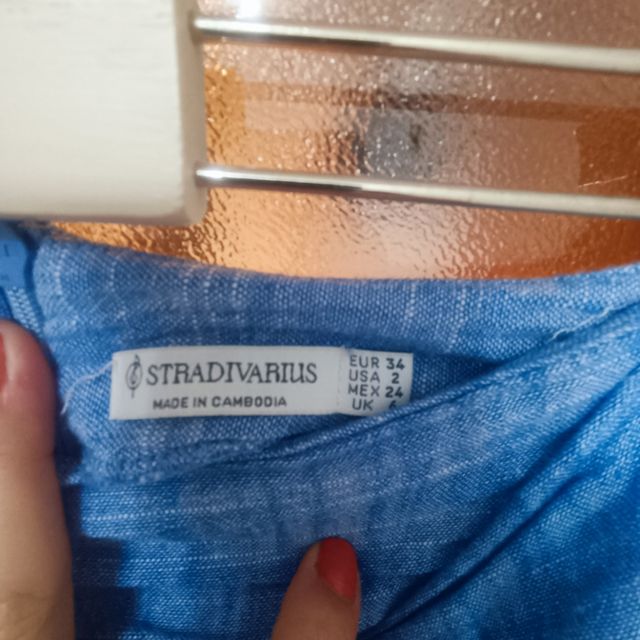 STRADIVARIUS
MADE IN CAMBODIA
EUR 34
USA 2
MEX 24
UK